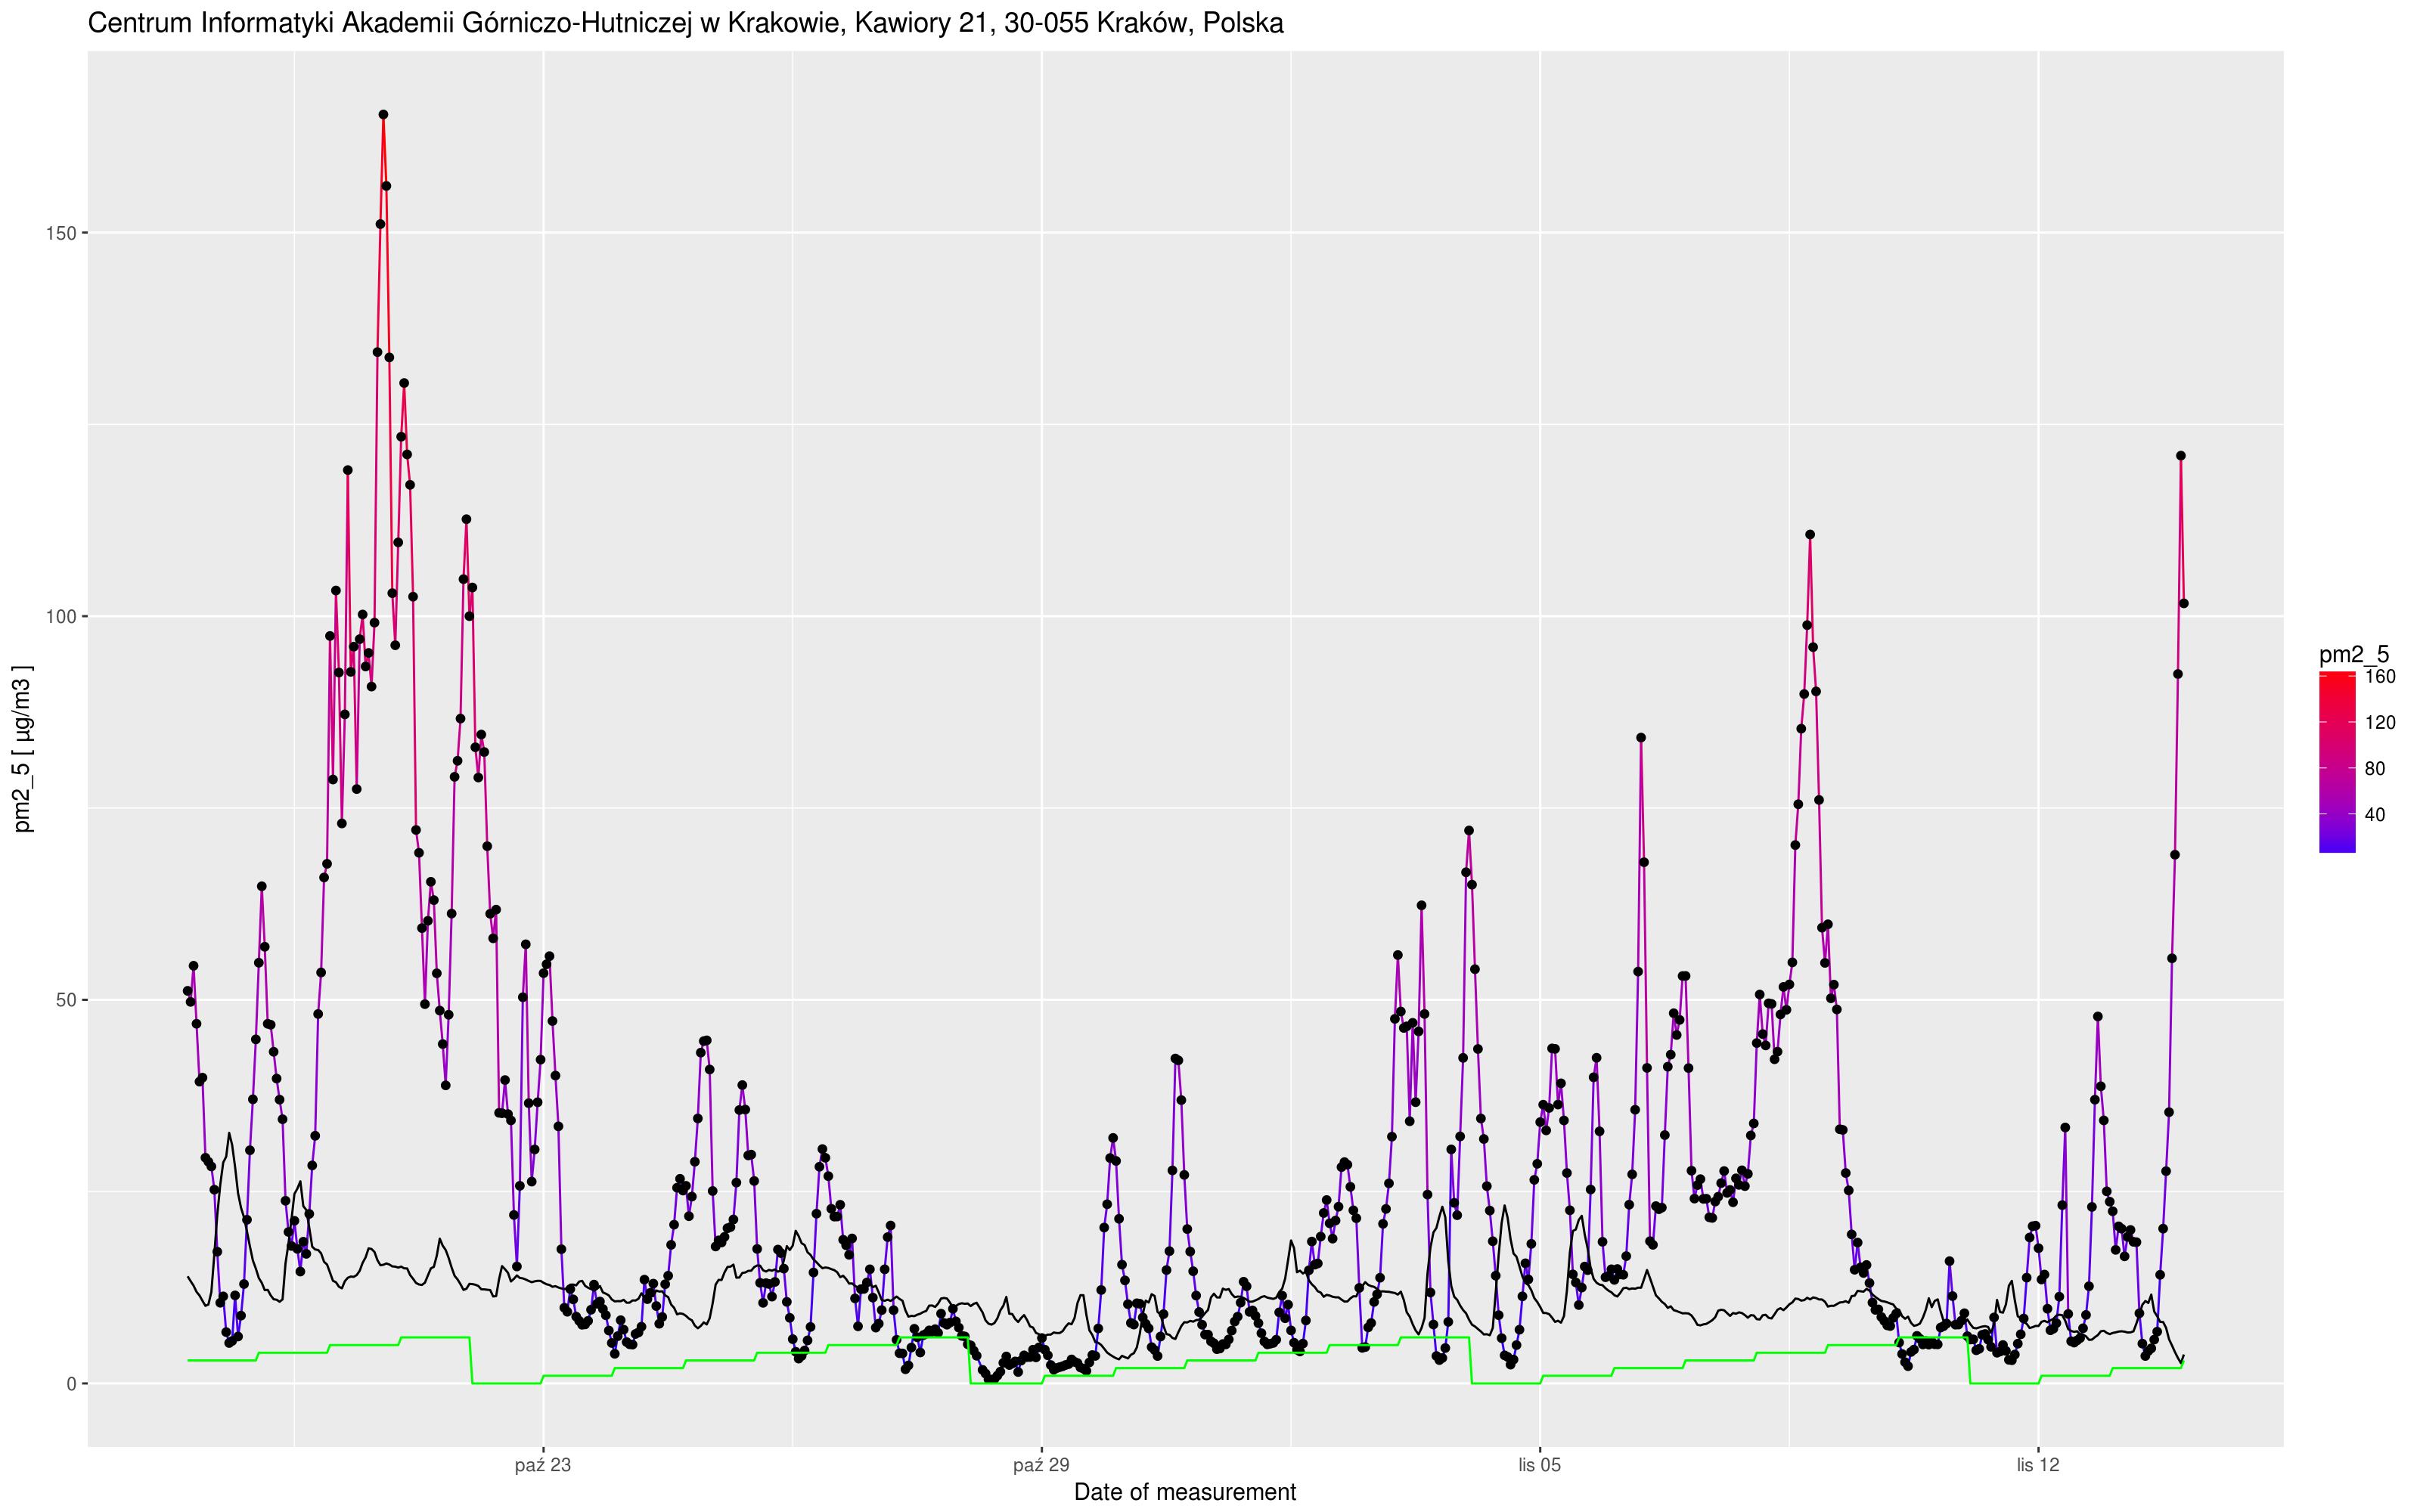 Centrum Informatyki Akademii Górniczo-Hutniczej w Krakowie, Kawiory 21, 30-055 Kraków, Polska
150
100
50
0
pm2_5 [ µg/m3 ]
paź 23
paź 29
lis 05
lis 12
Date of measurement
pm2_5
160
120
80
40